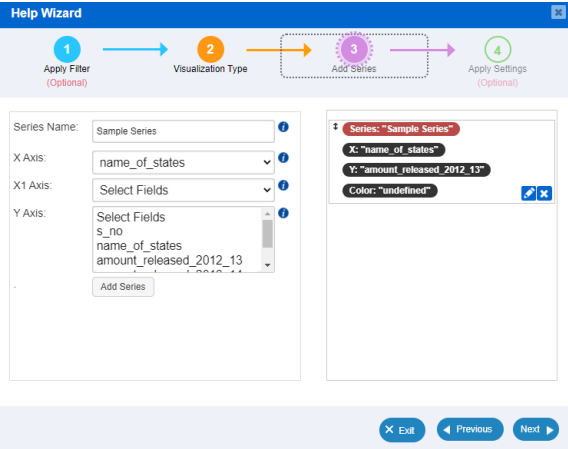 Help Wizard
1
2
3
4
Apply Filter
(Optional)
Visualization Type
Add Series
Apply Settings
(Optional)
Series Name:
Sample Series
X Axis:
name_of_states
X1 Axis:
Select Fields
Y Axis:
Select Fields
s_no
name_of_states
amount_released_2012_13
Add Series
Series: "Sample Series"
X: "name_of_states"
Y: "amount_released_2012_13"
Color: "undefined"
Exit
Previous
Next